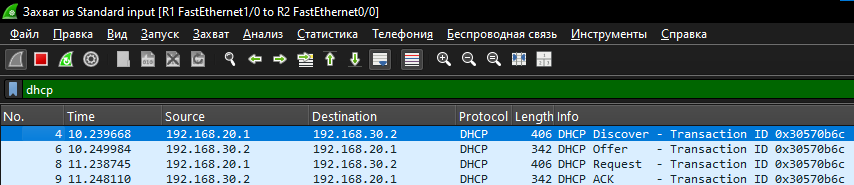 Захват из Standard input [R1 FastEthernet1/0 to R2 FastEthernet0/0]
Файл Правка Вид Запуск Захват Анализ Статистика Телефония Беспроводная связь Инструменты Справка
dhcp
No. Time Source Destination Protocol Length Info
4 10.239668 192.168.20.1 192.168.30.2 DHCP 406 DHCP Discover - Transaction ID 0x30570b6c
6 10.249984 192.168.30.2 192.168.20.1 DHCP 342 DHCP Offer - Transaction ID 0x30570b6c
8 11.238745 192.168.20.1 192.168.30.2 DHCP 406 DHCP Request - Transaction ID 0x30570b6c
9 11.248110 192.168.30.2 192.168.20.1 DHCP 342 DHCP ACK - Transaction ID 0x30570b6c